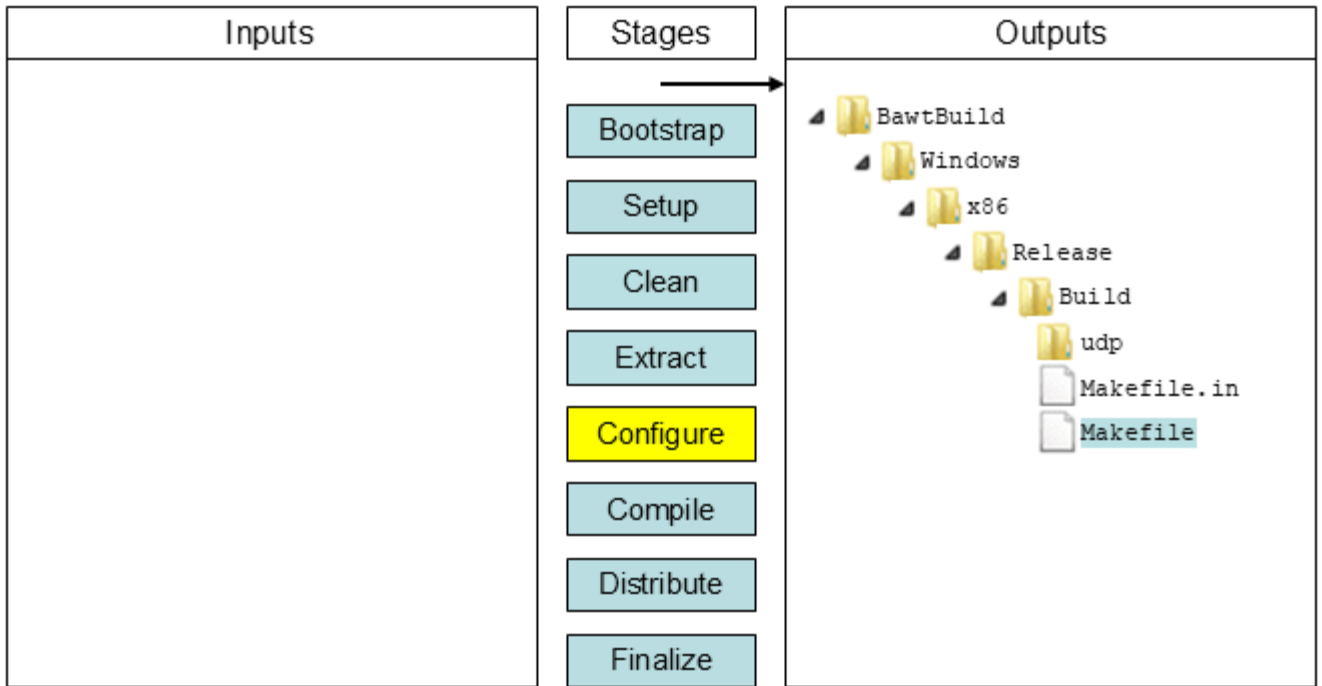 Inputs
Stages
Outputs
Bootstrap
Setup
Clean
Extract
Configure
Compile
Distribute
Finalize
BawtBuild
Windows
x86
Release
Build
udp
Makefile.in
Makefile